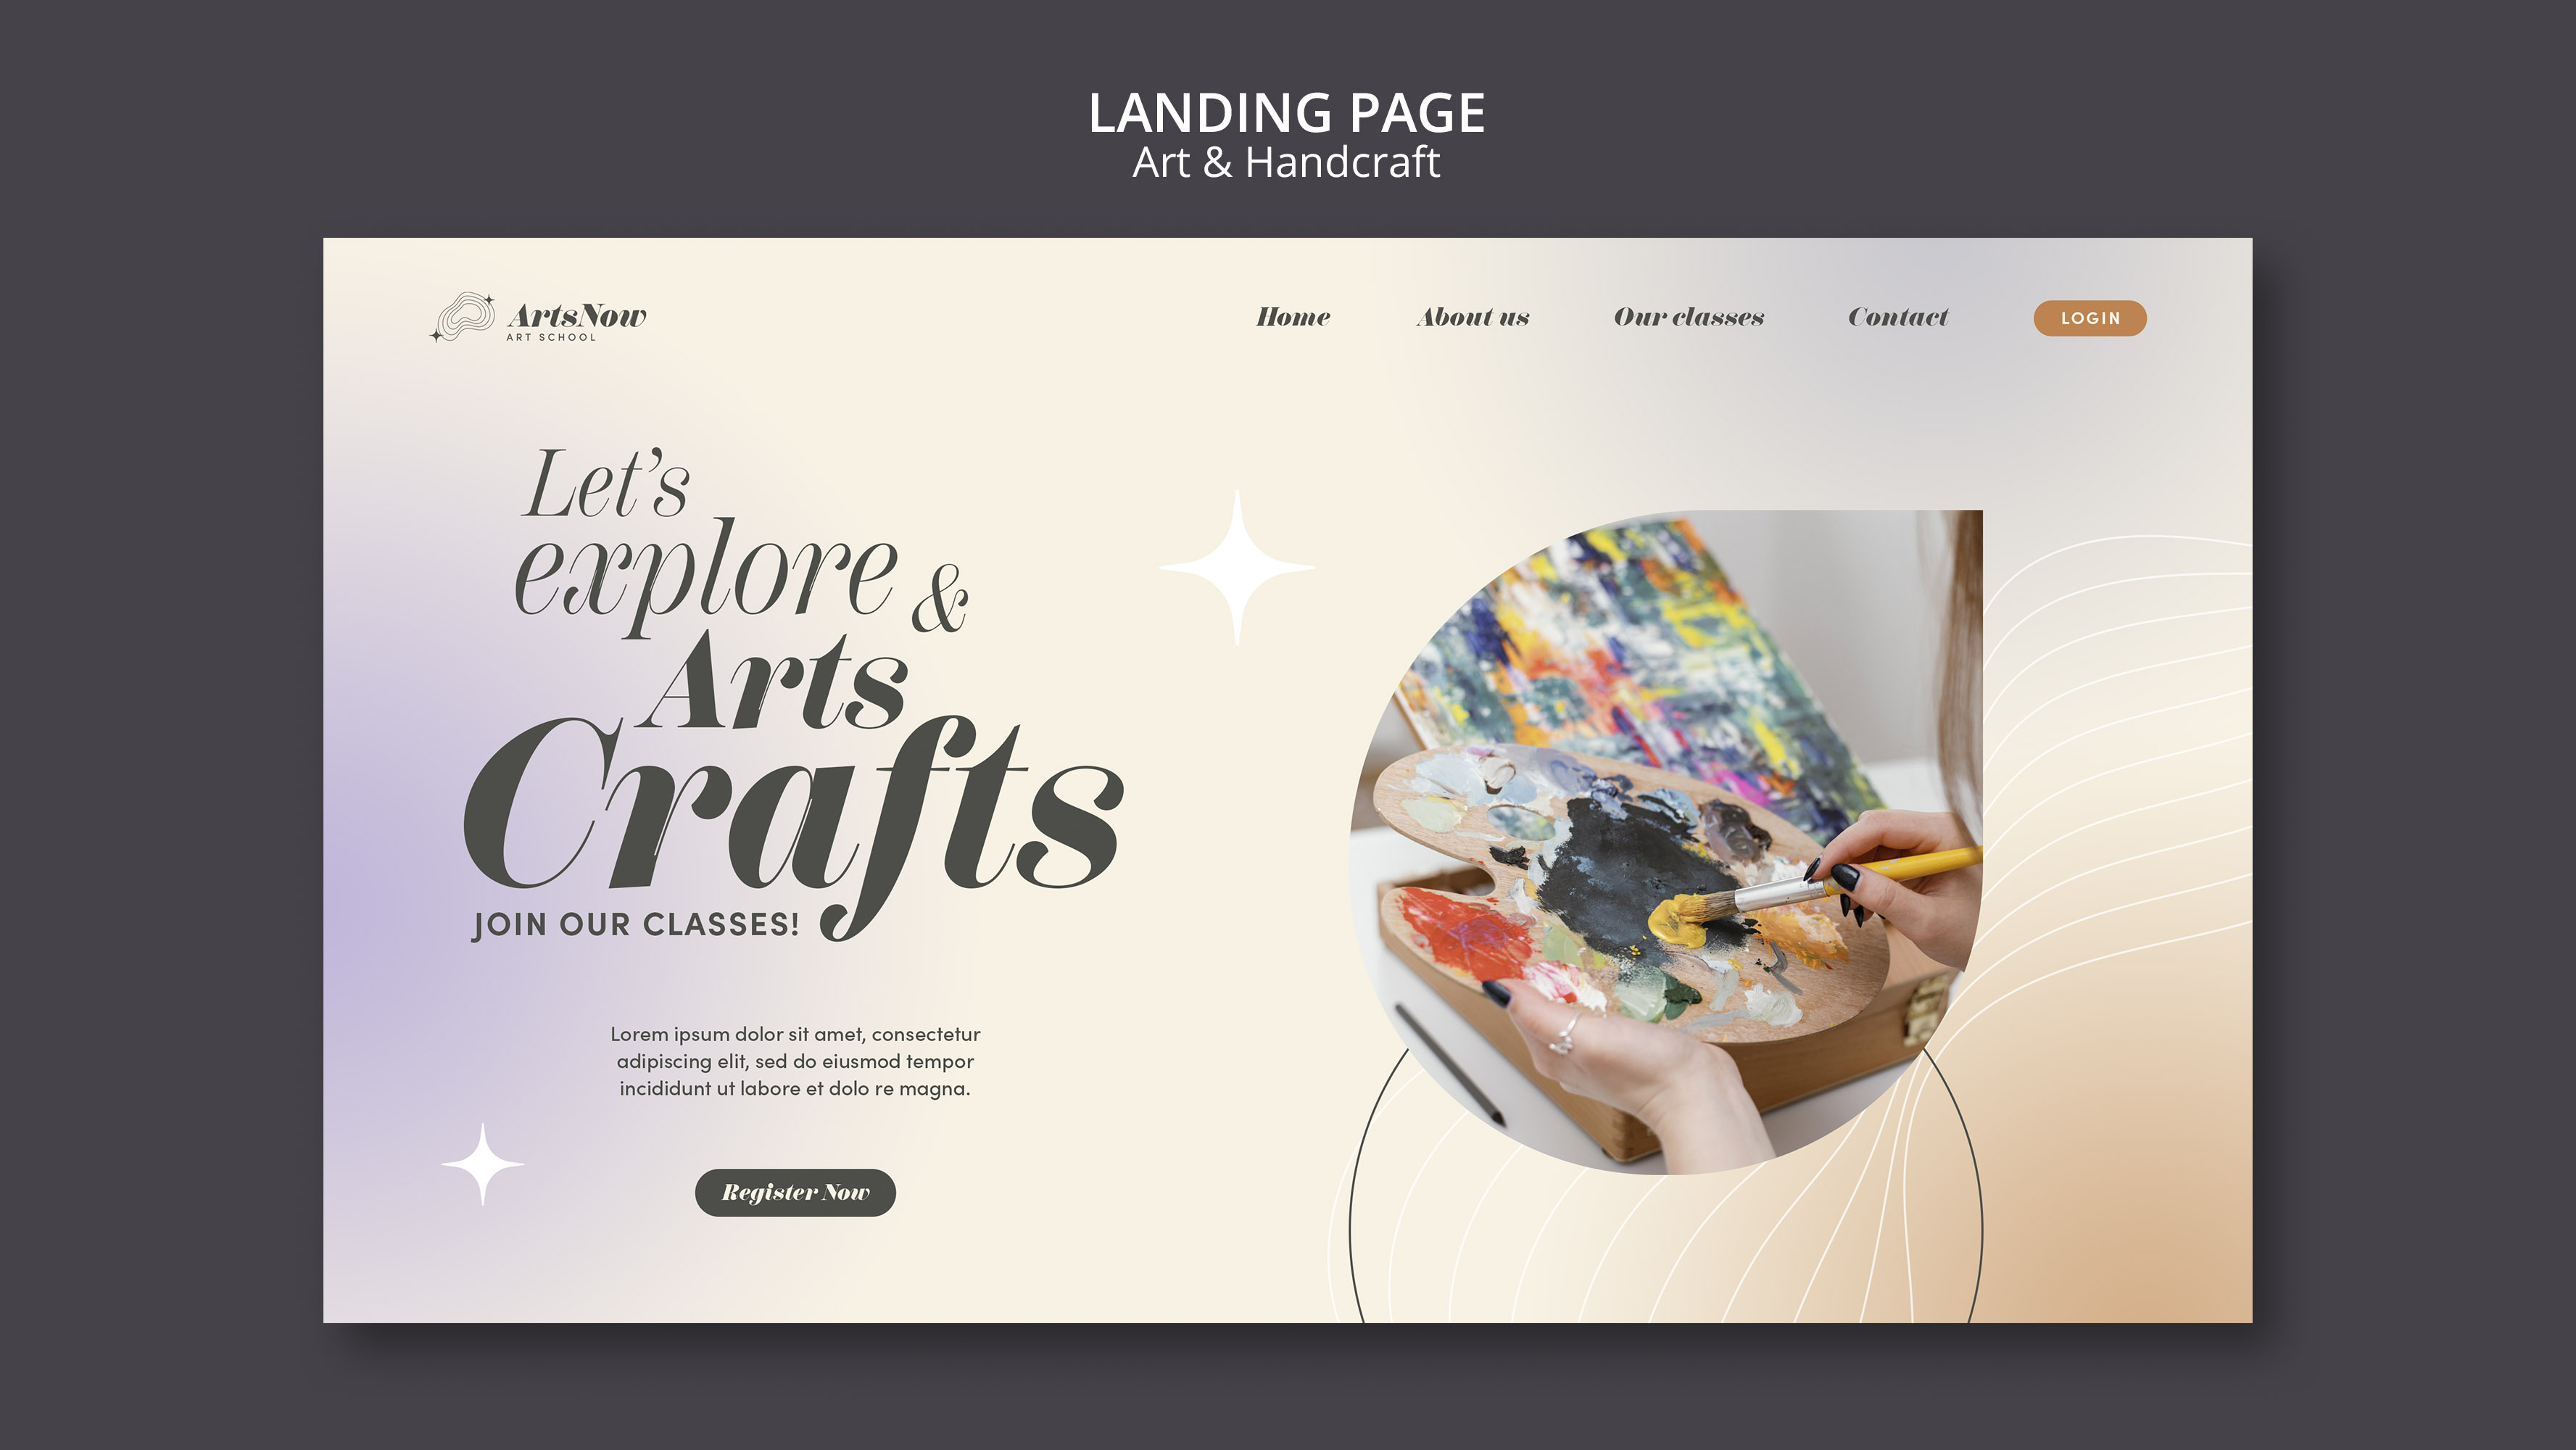 LANDING PAGE
Art & Handcraft
ArtsNow
ART SCHOOL
Home About us Our classes Contact LOGIN
Let’s
explore &
Arts
Crafts
JOIN OUR CLASSES!
Lorem ipsum dolor sit amet, consectetur
adipiscing elit, sed do eiusmod tempor
incididunt ut labore et dolo re magna.
Register Now